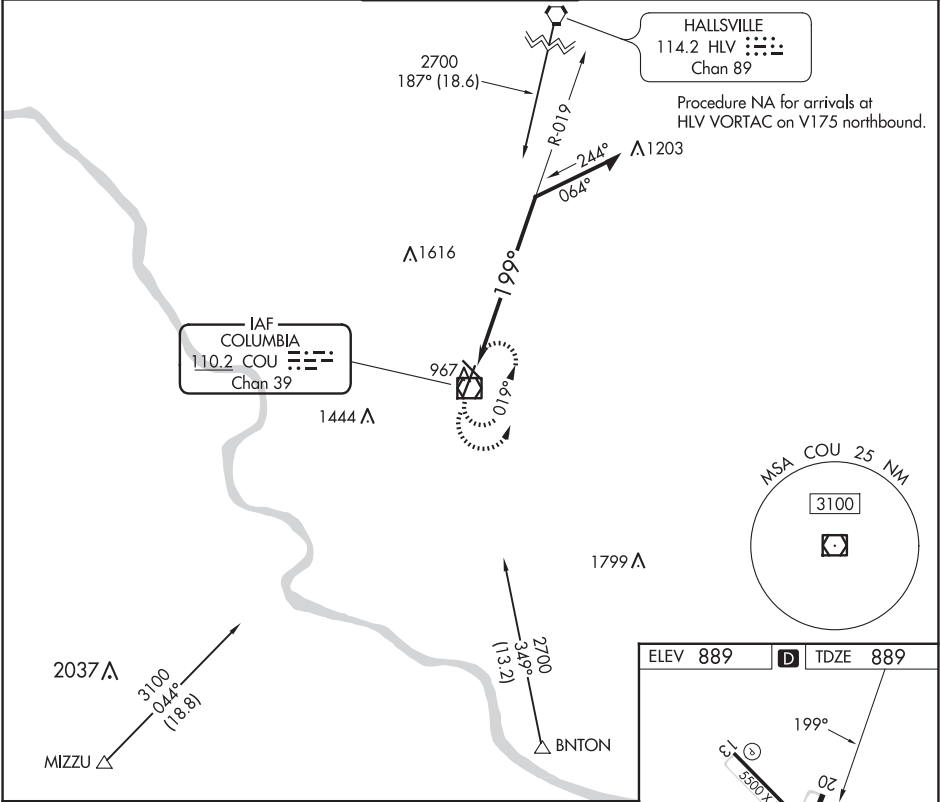 HALLSVILLE
114.2 HLV
Chan 89
Procedure NA for arrivals at
HLV VORTAC on V175 northbound.
2700
187° (18.6)
R-019
244°
064°
1203
1616
199°
IAF
COLUMBIA
110.2 COU
Chan 39
967
019°
1444
MSA COU 25 NM
3100
1799
2037
3100
044°
(18.8)
MIZZU
2700
349°
(13.2)
BNTON
ELEV 889
D
TDZE 889
199°
13
P
5500 X
20